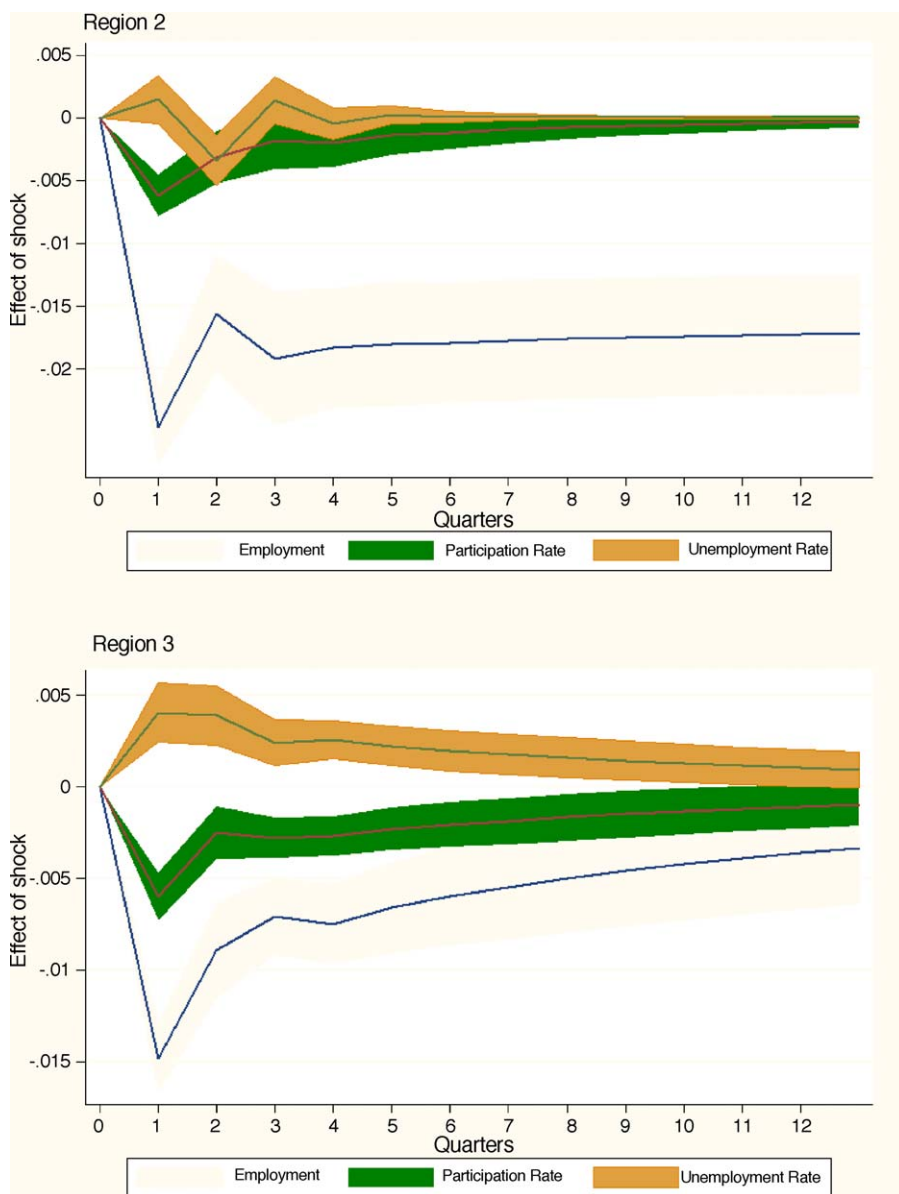 Region 2
Effect of shock
.005
0
-.005
-.01
-.015
-.02
0 1 2 3 4 5 6 7 8 9 10 11 12
Quarters
Employment Participation Rate Unemployment Rate
Region 3
Effect of shock
.005
0
-.005
-.01
-.015
0 1 2 3 4 5 6 7 8 9 10 11 12
Quarters
Employment Participation Rate Unemployment Rate